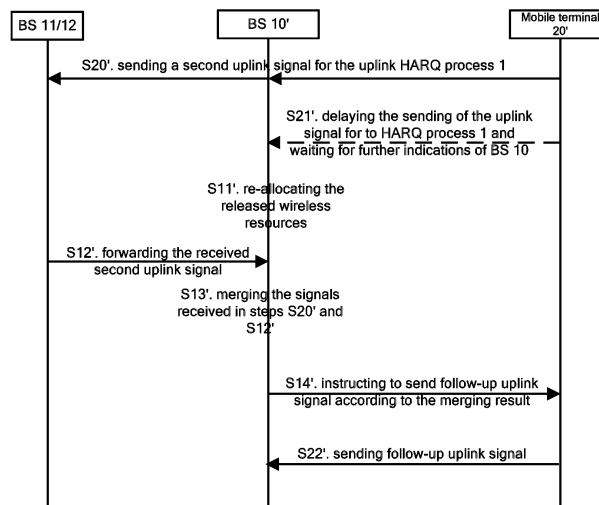 BS 11/12
BS 10'
Mobile terminal
20'
S20'. sending a second uplink signal for the uplink HARQ process 1
S21'. delaying the sending of the uplink
signal for to HARQ process 1 and
waiting for further indications of BS 10
S11'. re-allocating the
released wireless
resources
S12'. forwarding the received
second uplink signal
S13'. merging the signals
received in steps S20' and
S12'
S14'. instructing to send follow-up uplink
signal according to the merging result
S22'. sending follow-up uplink signal